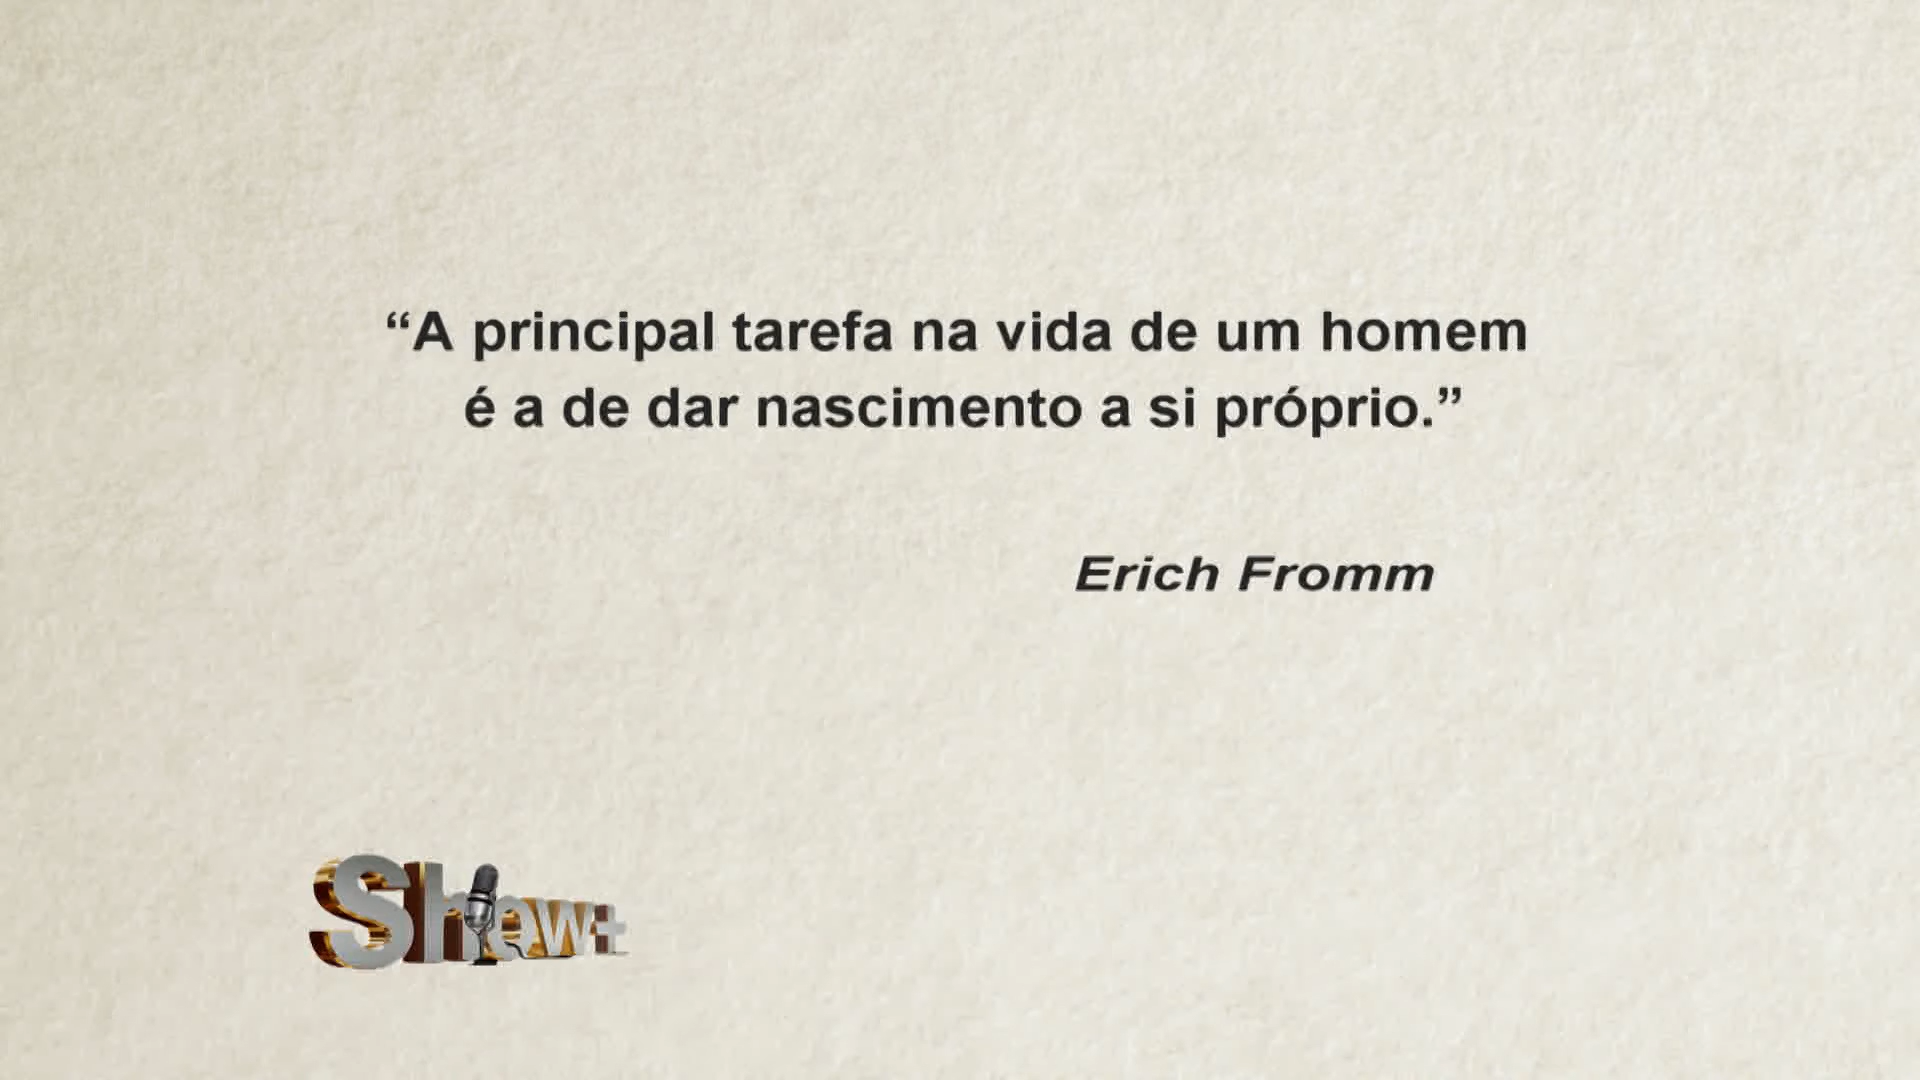 “A principal tarefa na vida de um homem
é a de dar nascimento a si próprio.”
Erich Fromm
Show+